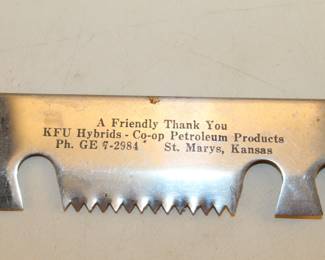 A Friendly Thank You
KFU Hybrids - Co-op Petroleum Products
Ph. GE 7-2984 St. Marys, Kansas